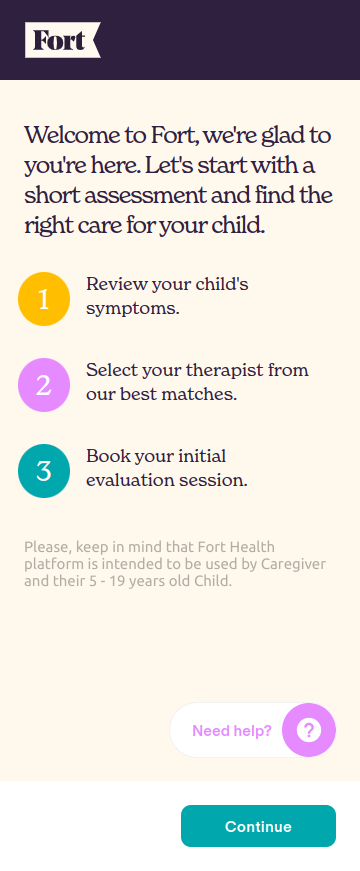 Fort
Welcome to Fort, we're glad to
you're here. Let's start with a
short assessment and find the
right care for your child.
1
Review your child's
symptoms.
2
Select your therapist from
our best matches.
3
Book your initial
evaluation session.
Please, keep in mind that Fort Health
platform is intended to be used by Caregiver
and their 5 - 19 years old Child.
Need help?
?
Continue